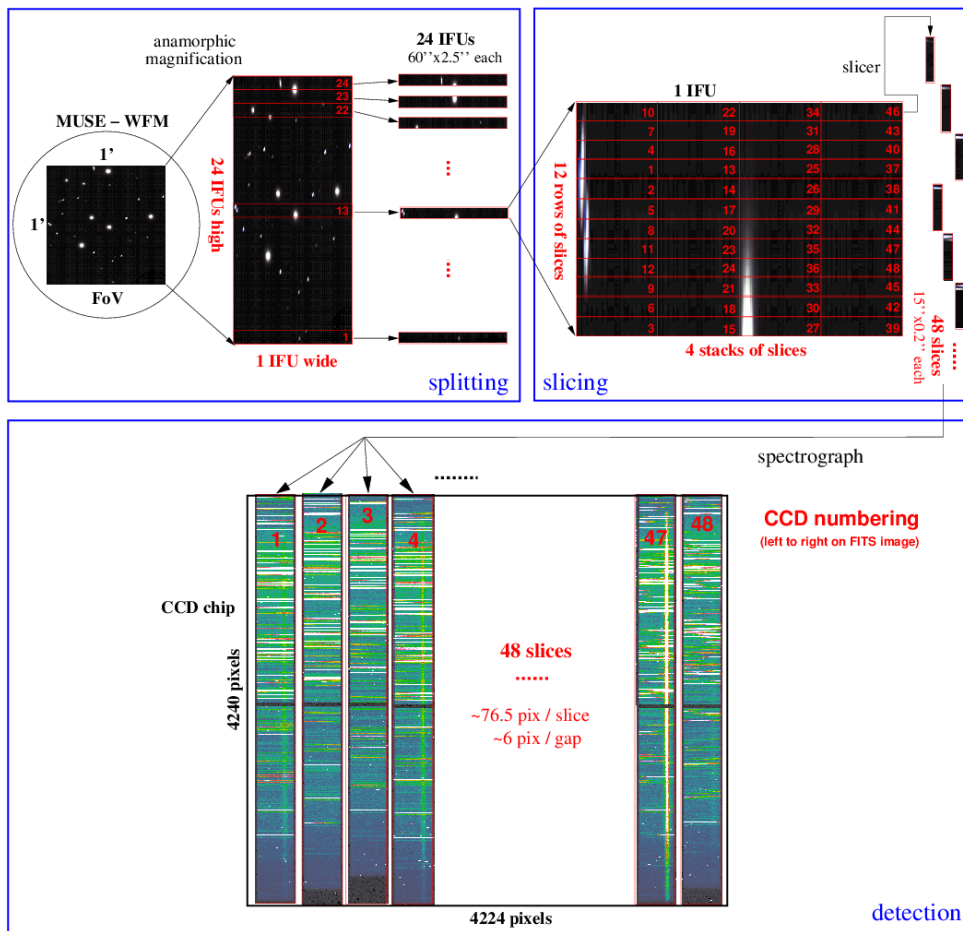 anamorphic
magnification
24 IFUs
60’’x2.5’’ each
MUSE – WFM
1’
1’
FoV
24 IFUs high
24
23
22
13
1
1 IFU wide
splitting
slicer
1 IFU
12 rows of slices
10 22 34 46
7 19 31 43
4 16 28 40
1 13 25 37
2 14 26 38
5 17 29 41
8 20 32 44
11 23 35 47
12 24 36 48
9 21 33 45
6 18 30 42
3 15 27 39
4 stacks of slices
48 slices
15’’x0.2’’ each
slicing
spectrograph
1 2 3 4 47 48
CCD numbering
(left to right on FITS image)
CCD chip
4240 pixels
48 slices
~76.5 pix / slice
~6 pix / gap
4224 pixels
detection